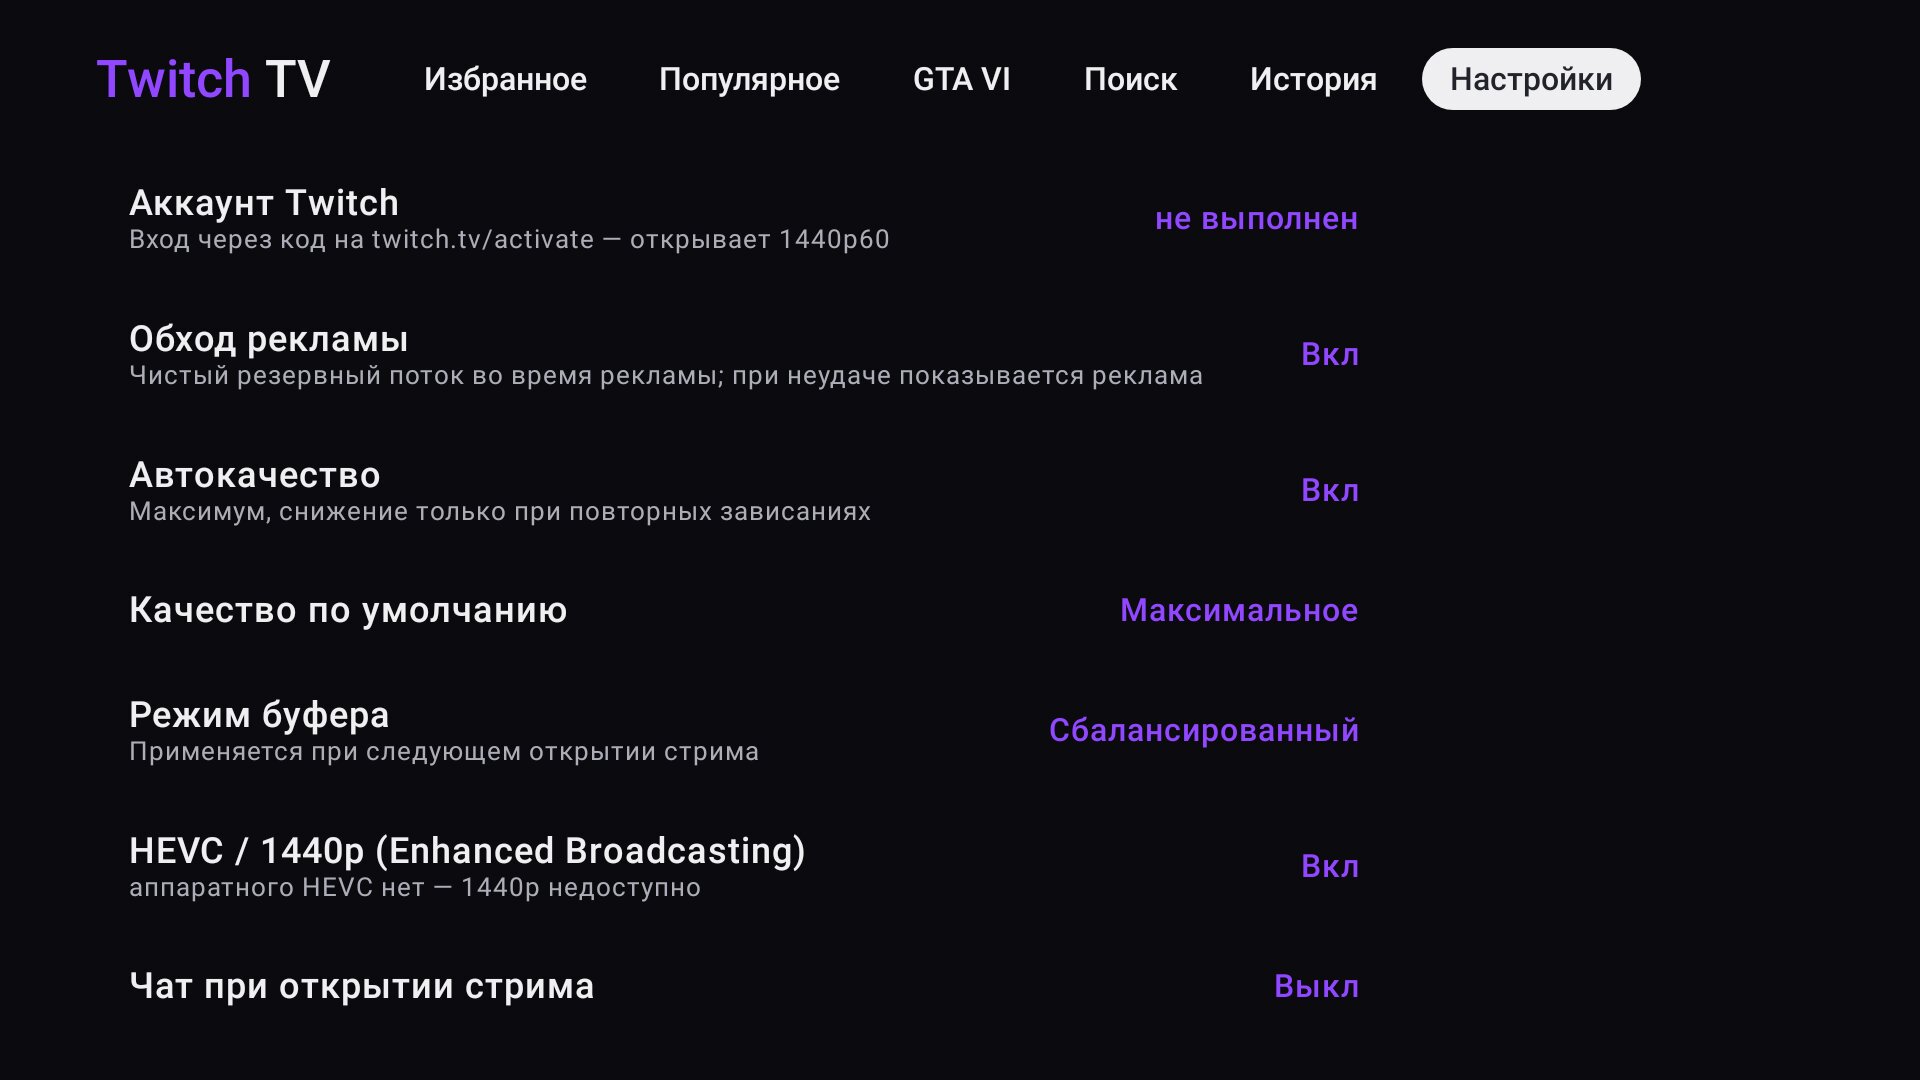 Twitch TV Избранное Популярное GTA VI Поиск История Настройки
Аккаунт Twitch
Вход через код на twitch.tv/activate — открывает 1440p60
не выполнен
Обход рекламы
Чистый резервный поток во время рекламы; при неудаче показывается реклама
Вкл
Автокачество
Максимум, снижение только при повторных зависаниях
Вкл
Качество по умолчанию
Максимальное
Режим буфера
Применяется при следующем открытии стрима
Сбалансированный
HEVC / 1440p (Enhanced Broadcasting)
аппаратного HEVC нет — 1440p недоступно
Вкл
Чат при открытии стрима
Выкл